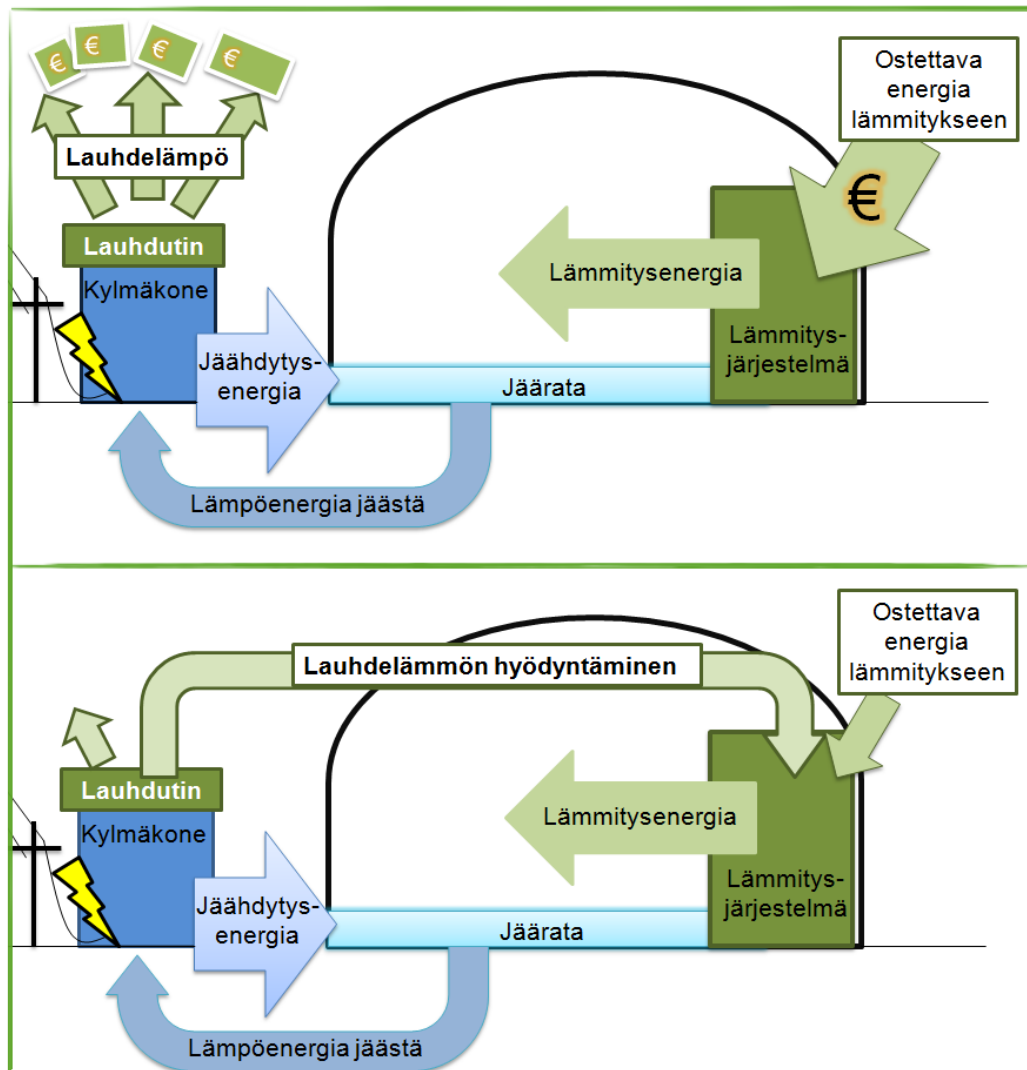 € € € €
Ostettava
energia
lämmitykseen
Lauhdelämpö
€
Lauhdutin
Kylmäkone
Lämmitysenergia
Jäähdytys-
energia
Lämmitys-
järjestelmä
Jäärata
Lämpöenergia jäästä
Ostettava
energia
lämmitykseen
Lauhdelämmön hyödyntäminen
Lauhdutin
Kylmäkone
Lämmitysenergia
Jäähdytys-
energia
Lämmitys-
järjestelmä
Jäärata
Lämpöenergia jäästä